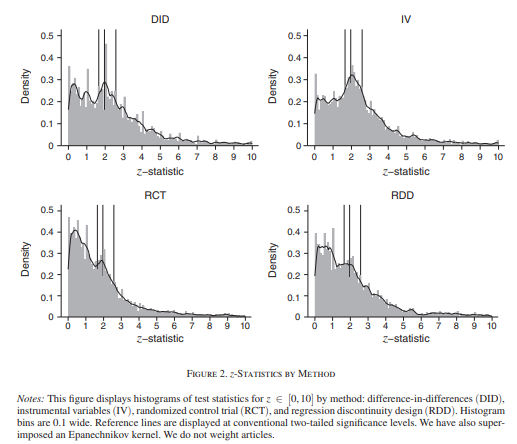 DID
IV
0.5
0.4
0.3
0.2
0.1
0
Density
0 1 2 3 4 5 6 7 8 9 10
z-statistic
0.5
0.4
0.3
0.2
0.1
0
Density
0 1 2 3 4 5 6 7 8 9 10
z-statistic
RCT
RDD
0.5
0.4
0.3
0.2
0.1
0
Density
0 1 2 3 4 5 6 7 8 9 10
z-statistic
0.5
0.4
0.3
0.2
0.1
0
Density
0 1 2 3 4 5 6 7 8 9 10
z-statistic
FIGURE 2. z-STATISTICS BY METHOD
Notes: This figure displays histograms of test statistics for z ∈ [0,10] by method: difference-in-differences (DID),
instrumental variables (IV), randomized control trial (RCT), and regression discontinuity design (RDD). Histogram
bins are 0.1 wide. Reference lines are displayed at conventional two-tailed significance levels. We have also super-
imposed an Epanechnikov kernel. We do not weight articles.